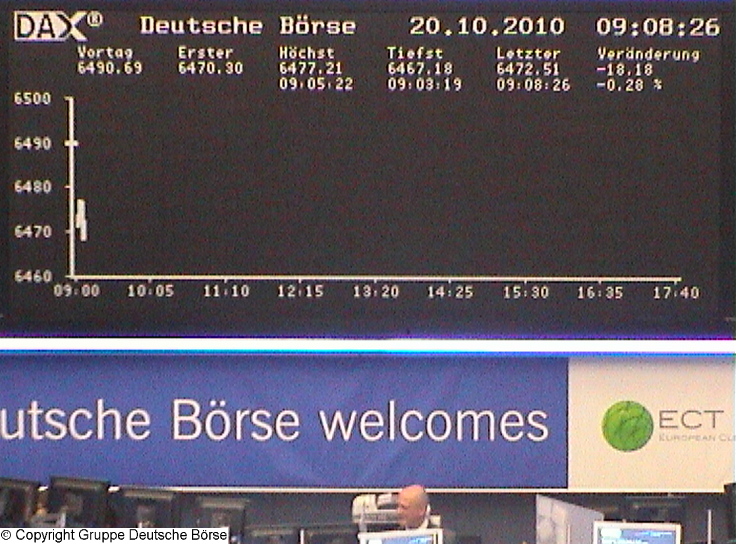 DAX® Deutsche Börse 20.10.2010 09:08:26
Vortag Erster Höchst Tiefst Letzter Veränderung
6490.69 6470.30 6477.21 6467.18 6472.51 -18.18
09:05:22 09:03:19 09:08:26 -0.28 %
6500
6490
6480
6470
6460
09:00 10:05 11:10 12:15 13:20 14:25 15:30 16:35 17:40
utsche Börse welcomes
ECT
EUROPEAN CL
© Copyright Gruppe Deutsche Börse